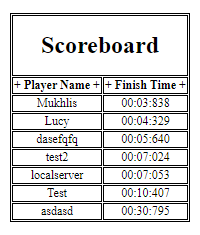 Scoreboard
+ Player Name + + Finish Time +
Mukhlis 00:03:838
Lucy 00:04:329
dasefqfq 00:05:640
test2 00:07:024
localserver 00:07:053
Test 00:10:407
asdasd 00:30:795